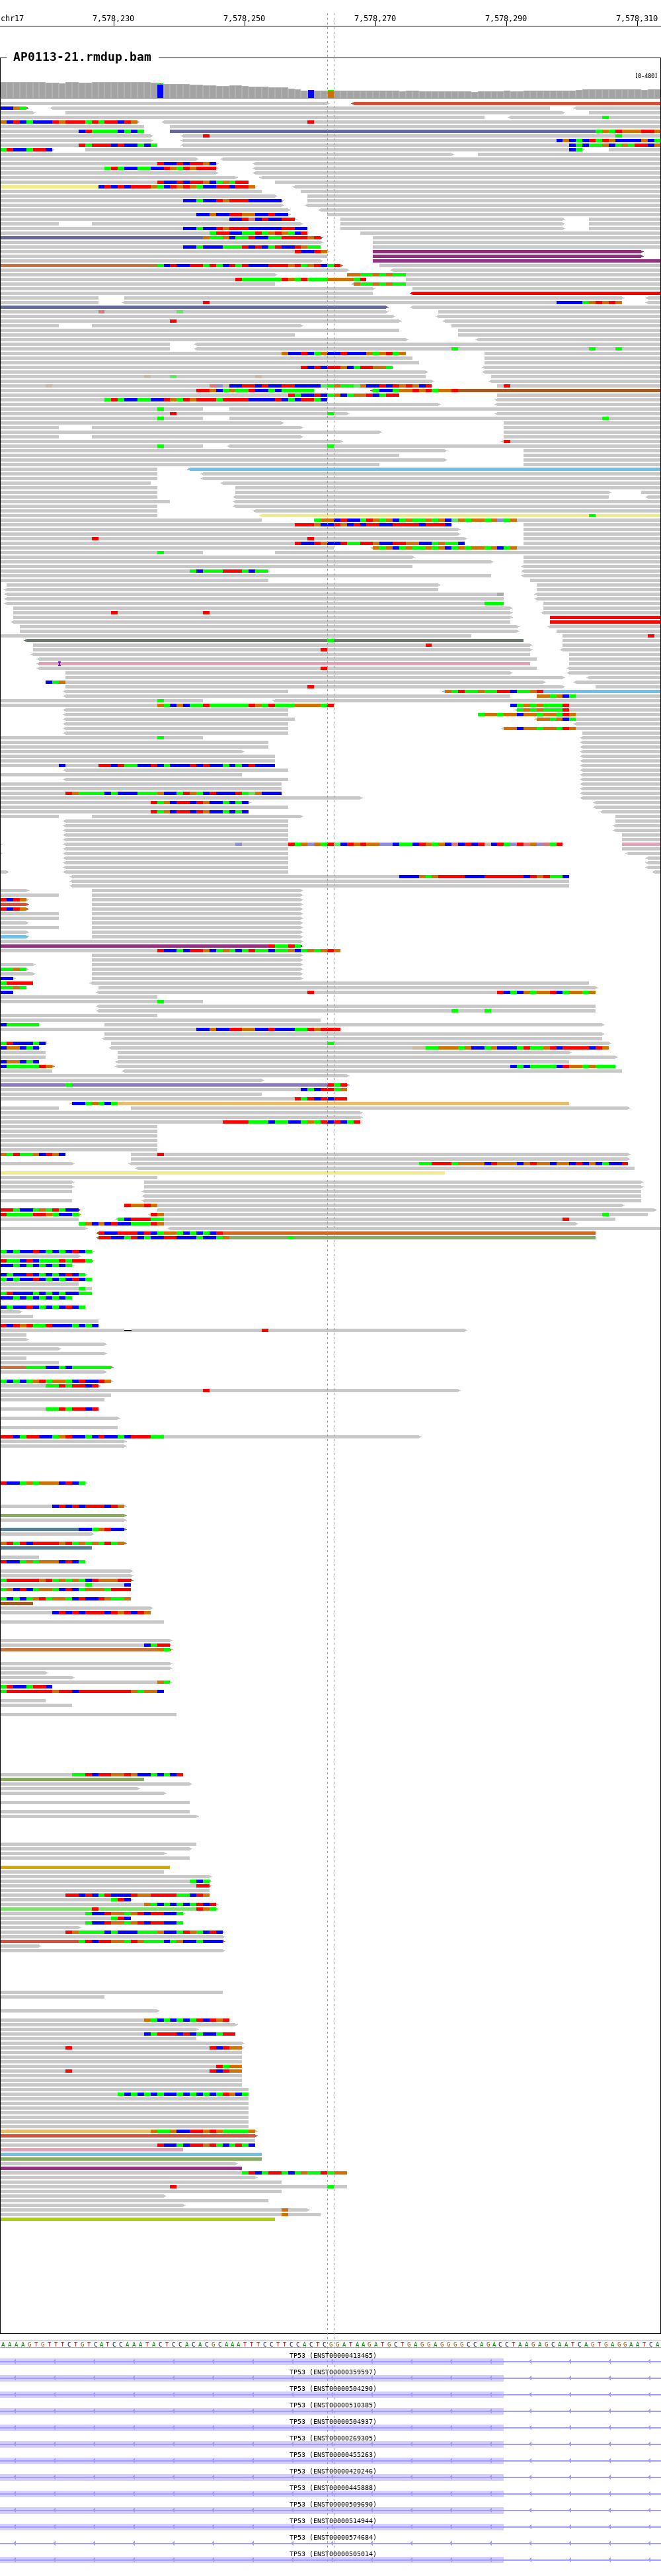 chr17 7,578,230 7,578,250 7,578,270 7,578,290 7,578,310
AP0113-21.rmdup.bam
[0-480]
I
AAAAGTGTTTCTGTCATCCAAATACTCCACACGCAAATTTCCTTCCACTCGGATAAGATGCTGAGGAGGGGCCAGACCTAAGAGCAATCAGTGAGGAATCA
TP53 (ENST00000413465)
TP53 (ENST00000359597)
TP53 (ENST00000504290)
TP53 (ENST00000510385)
TP53 (ENST00000504937)
TP53 (ENST00000269305)
TP53 (ENST00000455263)
TP53 (ENST00000420246)
TP53 (ENST00000445888)
TP53 (ENST00000509690)
TP53 (ENST00000514944)
TP53 (ENST00000574684)
TP53 (ENST00000505014)